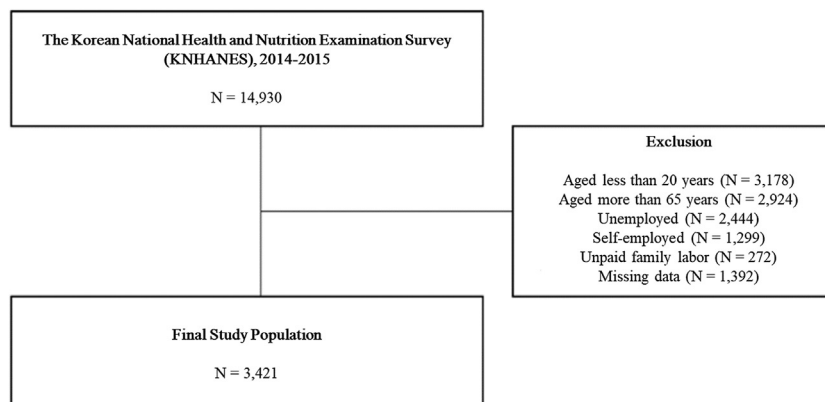 The Korean National Health and Nutrition Examination Survey
(KNHANES), 2014-2015
N = 14,930
Exclusion
Aged less than 20 years (N = 3,178)
Aged more than 65 years (N = 2,924)
Unemployed (N = 2,444)
Self-employed (N = 1,299)
Unpaid family labor (N = 272)
Missing data (N = 1,392)
Final Study Population
N = 3,421